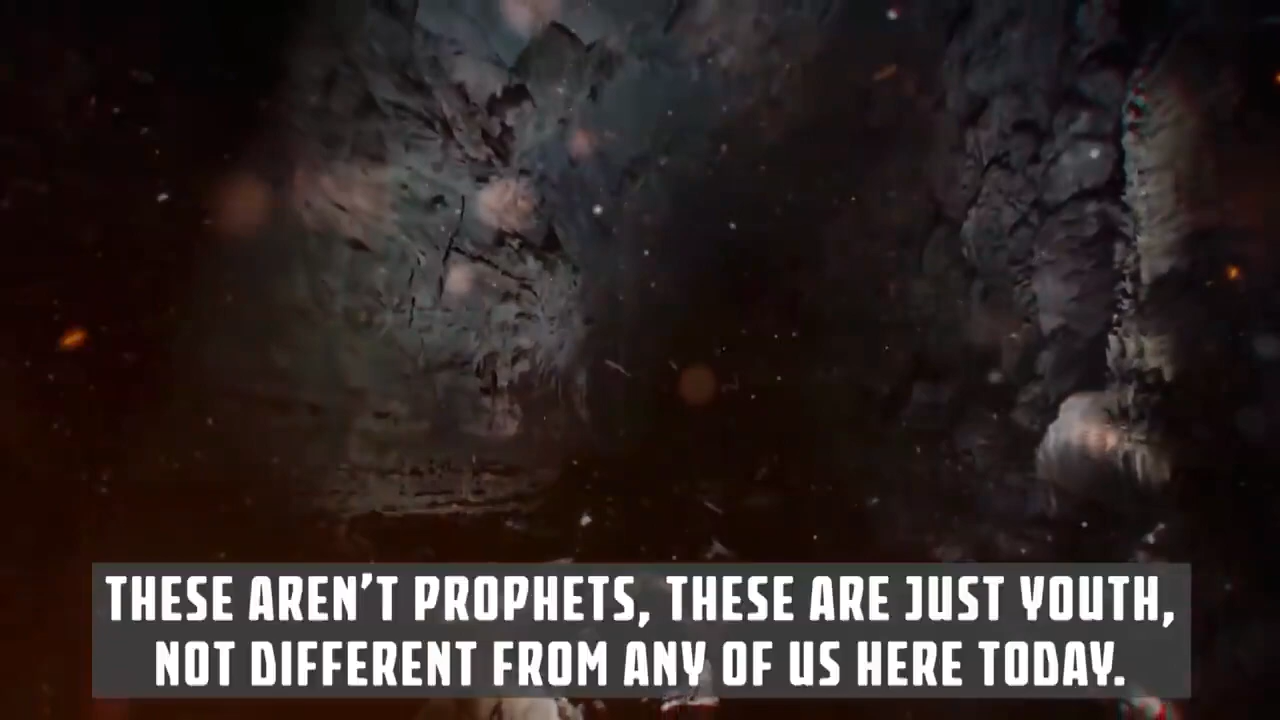 THESE AREN'T PROPHETS, THESE ARE JUST YOUTH,
NOT DIFFERENT FROM ANY OF US HERE TODAY.